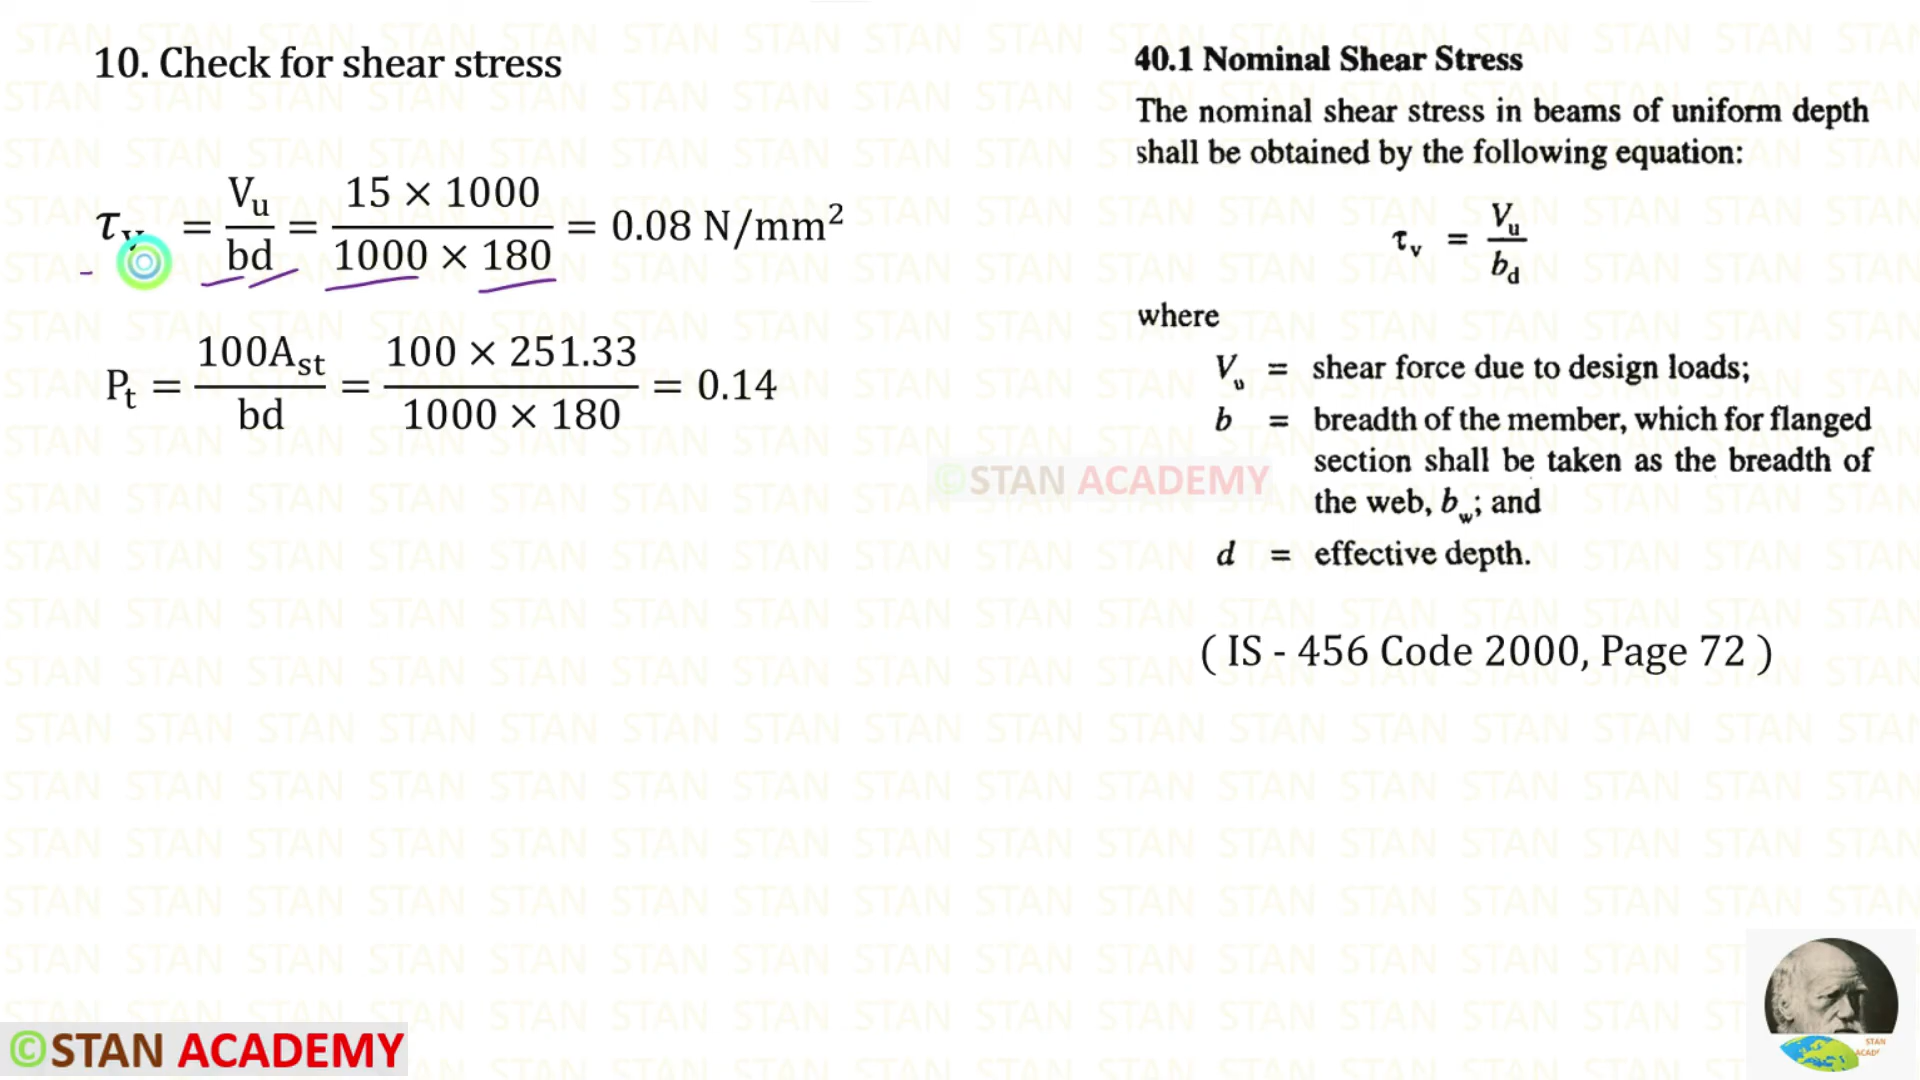 10. Check for shear stress
τv = Vu/bd = 15 × 1000/1000 × 180 = 0.08 N/mm²
Pt = 100Ast/bd = 100 × 251.33/1000 × 180 = 0.14
40.1 Nominal Shear Stress
The nominal shear stress in beams of uniform depth
shall be obtained by the following equation:
τv = Vu/bd
where
Vu = shear force due to design loads;
b = breadth of the member, which for flanged
section shall be taken as the breadth of
the web, bw; and
d = effective depth.
( IS - 456 Code 2000, Page 72 )
©STAN ACADEMY
©STAN ACADEMY
STAN